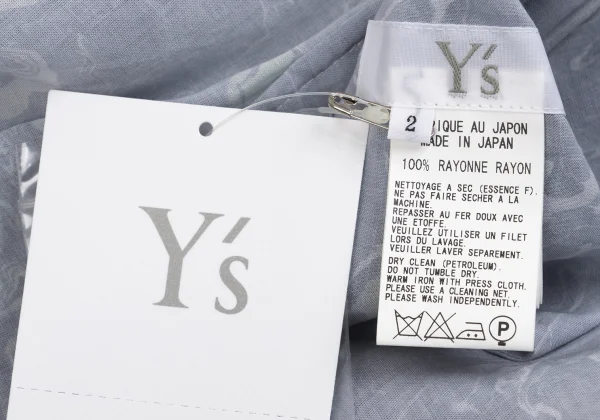 Y's
Y's
2
RIQUE AU JAPON
MADE IN JAPAN
100% RAYONNE RAYON
NETTOYAGE A SEC (ESSENCE F).
NE PAS FAIRE SECHER A LA
MACHINE.
REPASSER AU FER DOUX AVEC
UNE ETOFFE.
VEUILLEZ UTILISER UN FILET
LORS DU LAVAGE.
VEUILLER LAVER SEPAREMENT.
DRY CLEAN (PETROLEUM).
DO NOT TUMBLE DRY.
WARM IRON WITH PRESS CLOTH.
PLEASE USE A CLEANING NET.
PLEASE WASH INDEPENDENTLY.
P